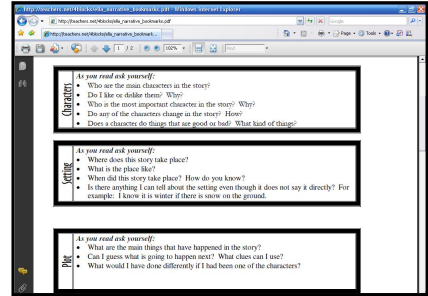 http://teachers.net/4blocks/ella_narrative_bookmarks.pdf - Windows Internet Explorer
http://teachers.net/4blocks/ella_narrative_bookmarks.pdf
Google
http://teachers.net/4blocks/ella_narrative_bookmark...
Page
Tools
1 / 2
102%
Find
Characters
As you read ask yourself:
• Who are the main characters in the story?
• Do I like or dislike them? Why?
• Who is the most important character in the story? Why?
• Do any of the characters change in the story? How?
• Does a character do things that are good or bad? What kind of things?
Setting
As you read ask yourself:
• Where does this story take place?
• What is the place like?
• When did this story take place? How do you know?
• Is there anything I can tell about the setting even though it does not say it directly? For
example: I know it is winter if there is snow on the ground.
Plot
As you read ask yourself:
• What are the main things that have happened in the story?
• Can I guess what is going to happen next? What clues can I use?
• What would I have done differently if I had been one of the characters?